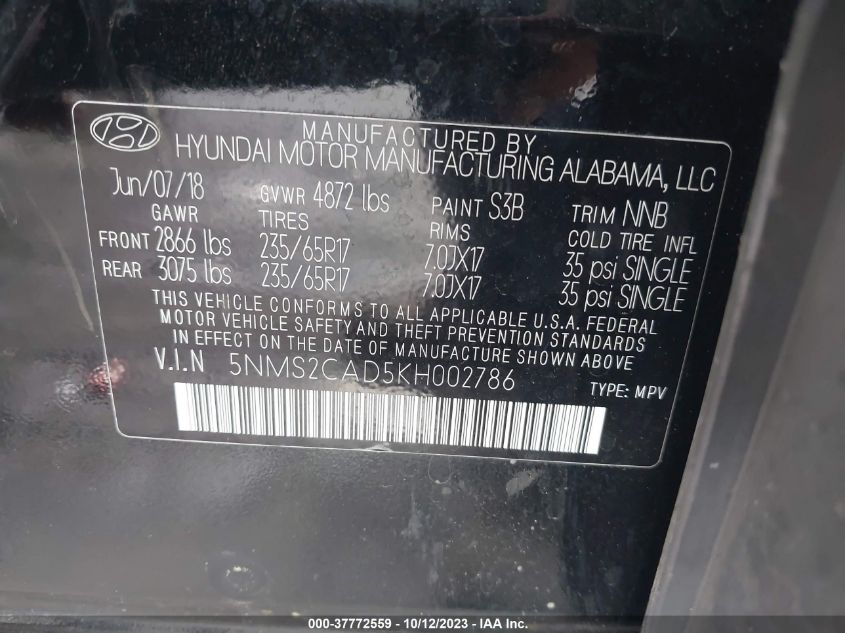 MANUFACTURED BY
HYUNDAI MOTOR MANUFACTURING ALABAMA, LLC
Jun/07/18 GVWR 4872 lbs PAINT S3B TRIM NNB
GAWR TIRES RIMS COLD TIRE INFL
FRONT 2866 lbs 235/65R17 7.0JX17 35 psi SINGLE
REAR 3075 lbs 235/65R17 7.0JX17 35 psi SINGLE
THIS VEHICLE CONFORMS TO ALL APPLICABLE U.S.A. FEDERAL
MOTOR VEHICLE SAFETY AND THEFT PREVENTION STANDARDS
IN EFFECT ON THE DATE OF MANUFACTURE SHOWN ABOVE
V.I.N 5NMS2CAD5KH002786 TYPE: MPV
000-37772559 - 10/12/2023 - IAA Inc.